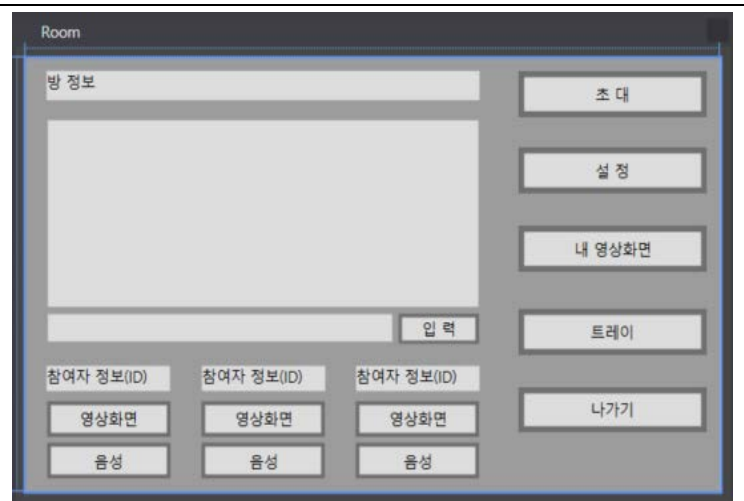 Room
방 정보
초 대
설 정
내 영상화면
입 력
트레이
참여자 정보(ID)
참여자 정보(ID)
참여자 정보(ID)
영상화면
영상화면
영상화면
나가기
음성
음성
음성